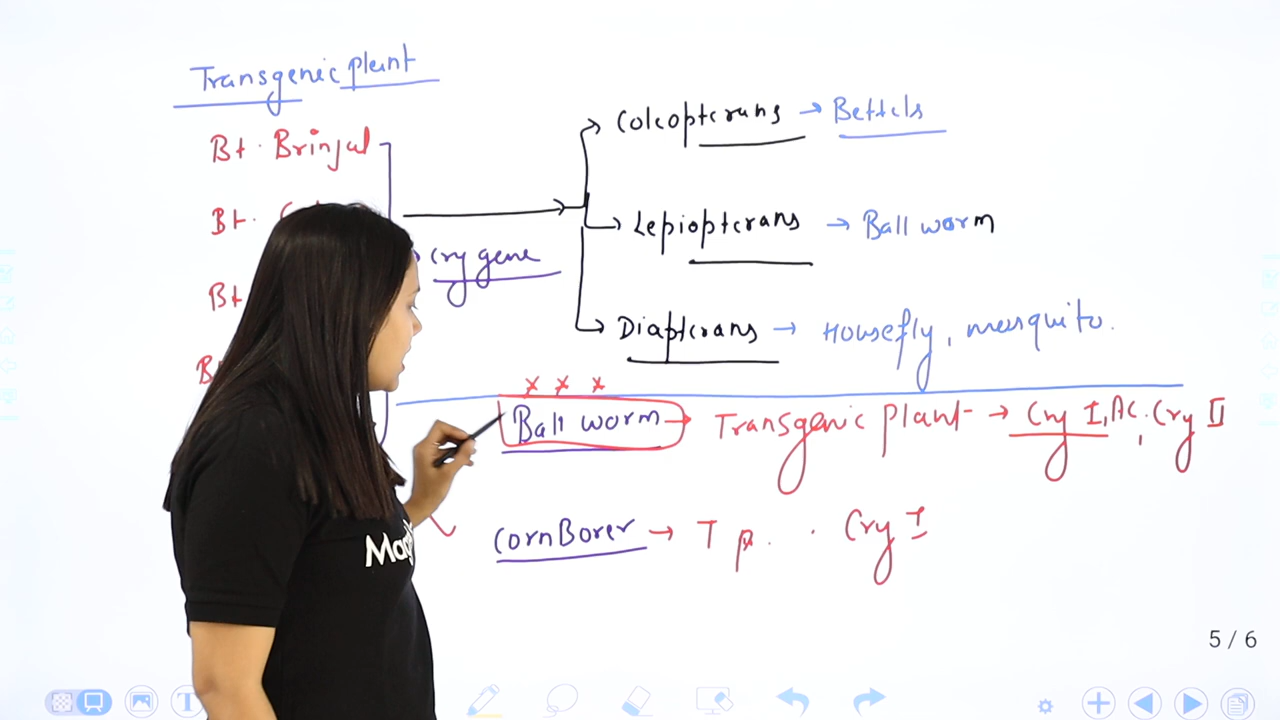 Transgenic plant
Bt. Brinjal
Bt.
Bt
cry gene
Coleopterans → Bettels
Lepiopterans → Ball worm
Diapterans → Housefly, mosquito.
x x x
Ball worm → Transgenic Plant → Cry I, AC. Cry II
CornBorer → T p. . Cry I
5 / 6